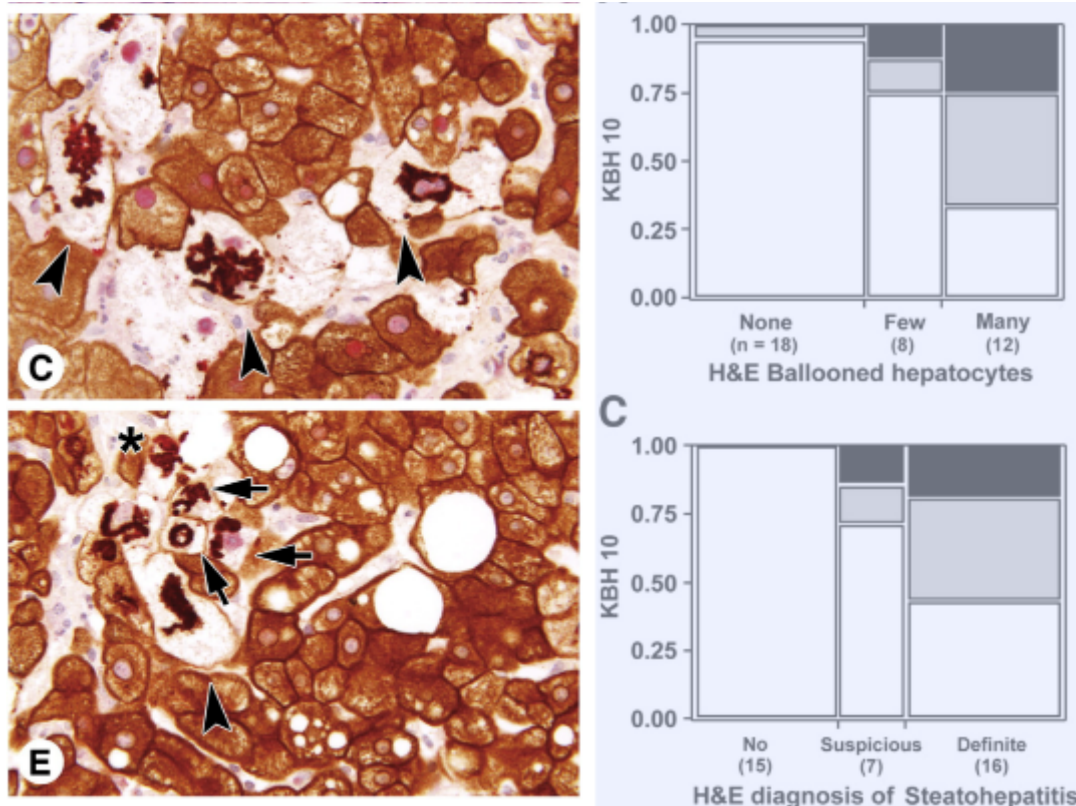 C
*
E
1.00
0.75
0.50
0.25
0.00
KBH 10
None Few Many
(n = 18) (8) (12)
H&E Ballooned hepatocytes
C
1.00
0.75
0.50
0.25
0.00
KBH 10
No Suspicious Definite
(15) (7) (16)
H&E diagnosis of Steatohepatitis